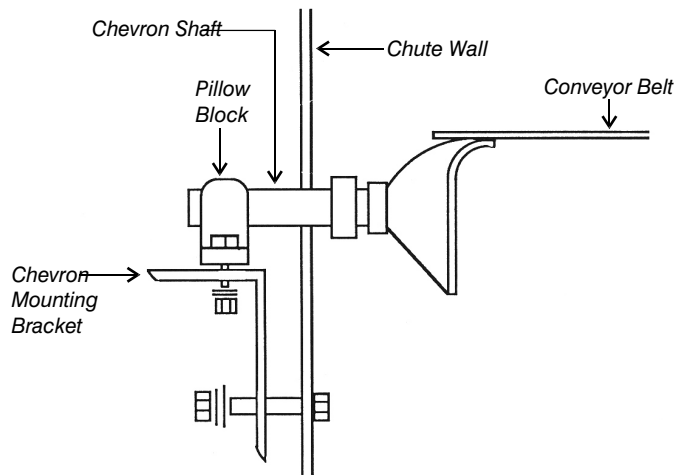 Chevron Shaft
Chute Wall
Pillow
Block
Conveyor Belt
Chevron
Mounting
Bracket